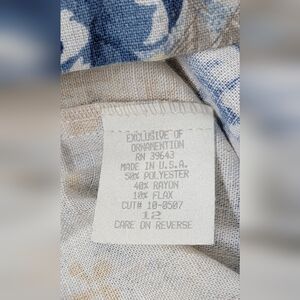 EXCLUSIVE OF
ORNAMENTION
RN 39643
MADE IN U.S.A.
50% POLYESTER
40% RAYON
10% FLAX
CUT# 10-0507
12
CARE ON REVERSE